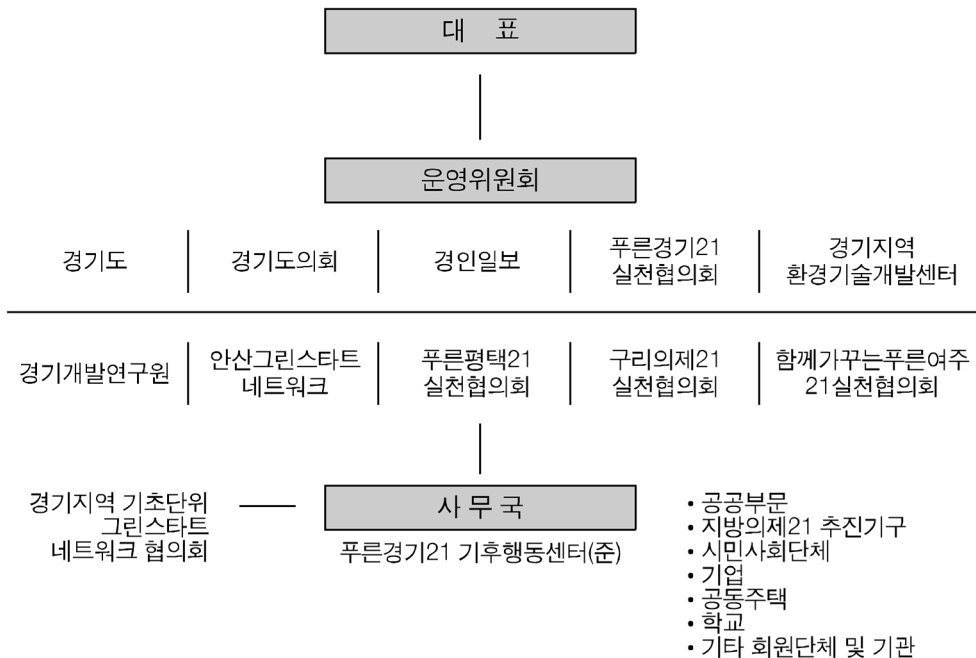 대 표
운영위원회
경기도
경기도의회
경인일보
푸른경기21
실천협의회
경기지역
환경기술개발센터
경기개발연구원
안산그린스타트
네트워크
푸른평택21
실천협의회
구리의제21
실천협의회
함께가꾸는푸른여주
21실천협의회
경기지역 기초단위
그린스타트
네트워크 협의회
사 무 국
푸른경기21 기후행동센터(준)
• 공공부문
• 지방의제21 추진기구
• 시민사회단체
• 기업
• 공동주택
• 학교
• 기타 회원단체 및 기관